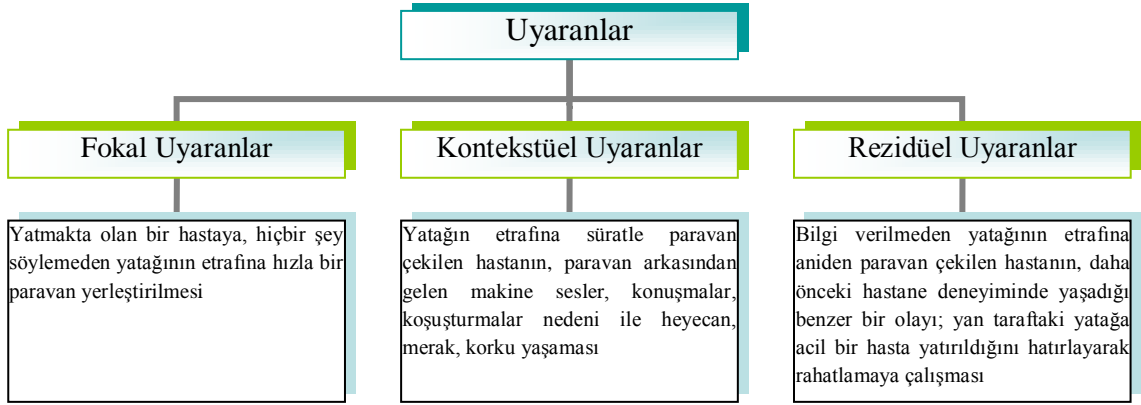 Uyaranlar
Fokal Uyaranlar
Kontekstüel Uyaranlar
Rezidüel Uyaranlar
Yatmakta olan bir hastaya, hiçbir şey
söylemeden yatağının etrafına hızla bir
paravan yerleştirilmesi
Yatağın etrafına süratle paravan
çekilen hastanın, paravan arkasından
gelen makine sesler, konuşmalar,
koşuşturmalar nedeni ile heyecan,
merak, korku yaşaması
Bilgi verilmeden yatağının etrafına
aniden paravan çekilen hastanın, daha
önceki hastane deneyiminde yaşadığı
benzer bir olayı; yan taraftaki yatağa
acil bir hasta yatırıldığını hatırlayarak
rahatlamaya çalışması